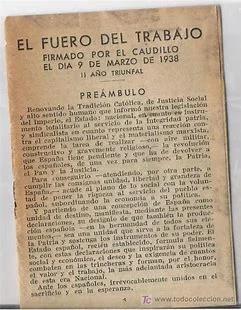 EL FUERO DEL TRABAJO
FIRMADO POR EL CAUDILLO
EL DIA 9 DE MARZO DE 1938
II AÑO TRIUNFAL
PREÁMBULO
Renovando la Tradición Católica, de Justicia Social
y alto sentido humano que informó nuestra legislación
del Imperio, el Estado: nacional, en cuanto es instru-
mento totalitario al servicio de la integridad patria, y
sindicalista en cuanto representa una reacción con-
tra el capitalismo liberal y el materialismo marxista,
emprende la tarea de realizar —con aire militar,
constructivo y gravemente religioso— la revolución
que España tiene pendiente y que ha de devolver a
los españoles, de una vez para siempre, la Patria,
el Pan y la Justicia.
Para conseguirlo —atendiendo, por otra parte, a
cumplir las consignas de unidad, libertad y grandeza de
España— acude al plano de lo social con la voluntad
de poner la riqueza al servicio del pueblo español,
subordinando la economía a su política.
Y partiendo de una concepción de España como
unidad de destino, manifiesta, mediante las presentes
declaraciones, su designio de que también la producción
española —en la hermandad de todos sus elementos—
sea una unidad que sirva a la fortaleza de
la Patria y sostenga los instrumentos de su poder.
El Estado español, recién establecido, formula fielmente,
con estas declaraciones que inspirarán su política
social y económica, el deseo y la exigencia de cuantos
combaten en las trincheras y forman, por el honor,
el valor y el trabajo, la más adelantada aristocracia
de esta era Nacional.
Ante los españoles, irrevocablemente unidos en el
sacrificio y en la esperanza.
4
www.todocoleccion.net